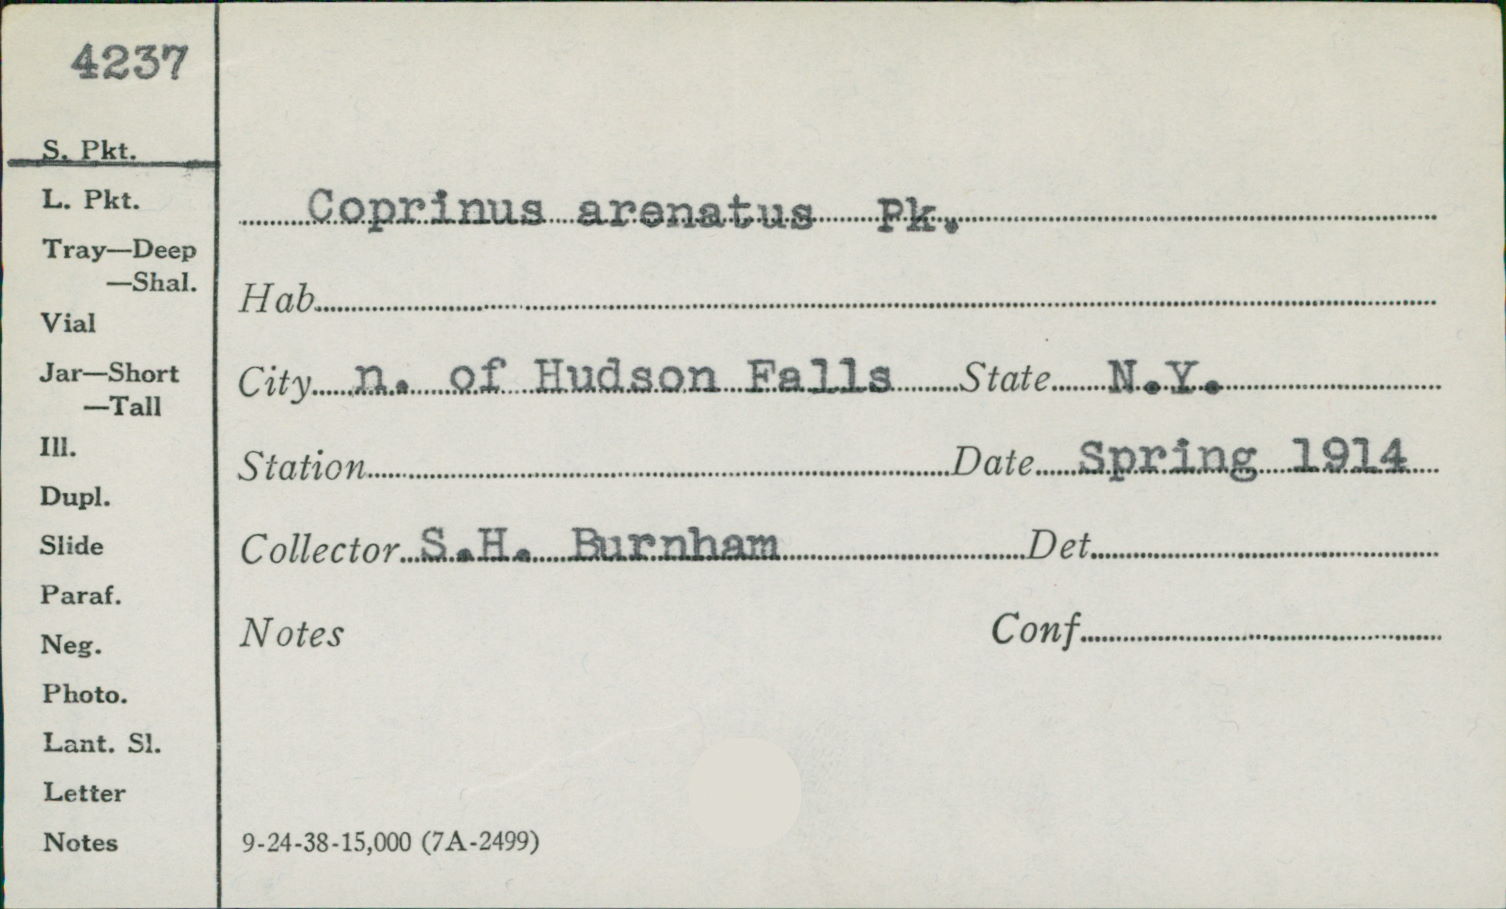 4237
S. Pkt.
L. Pkt.
Tray—Deep
—Shal.
Vial
Jar—Short
—Tall
Ill.
Dupl.
Slide
Paraf.
Neg.
Photo.
Lant. Sl.
Letter
Notes
Coprinus arenatus Pk.
Hab.
City n. of Hudson Falls State N.Y.
Station Date Spring 1914
Collector S.H. Burnham Det.
Notes Conf.
9-24-38-15,000 (7A-2499)